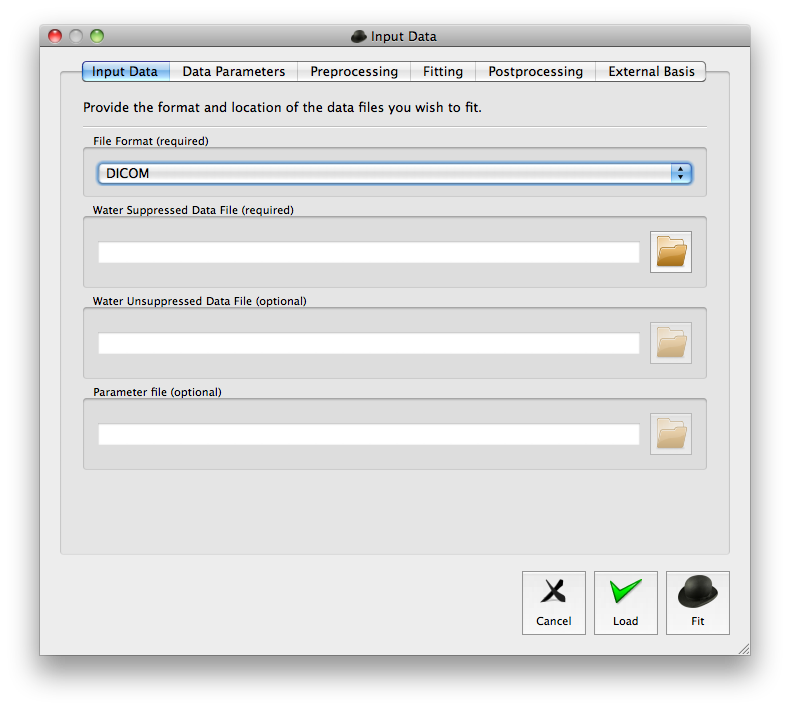 Input Data
Input Data Data Parameters Preprocessing Fitting Postprocessing External Basis
Provide the format and location of the data files you wish to fit.
File Format (required)
DICOM
Water Suppressed Data File (required)
Water Unsuppressed Data File (optional)
Parameter file (optional)
Cancel Load Fit